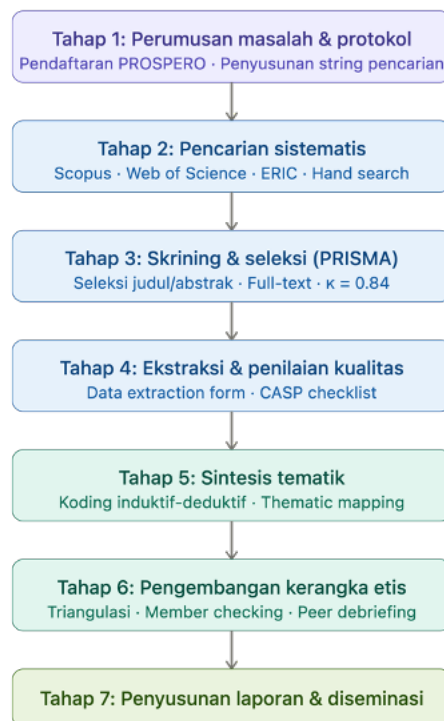 Tahap 1: Perumusan masalah & protokol
Pendaftaran PROSPERO · Penyusunan string pencarian
Tahap 2: Pencarian sistematis
Scopus · Web of Science · ERIC · Hand search
Tahap 3: Skrining & seleksi (PRISMA)
Seleksi judul/abstrak · Full-text · κ = 0.84
Tahap 4: Ekstraksi & penilaian kualitas
Data extraction form · CASP checklist
Tahap 5: Sintesis tematik
Koding induktif-deduktif · Thematic mapping
Tahap 6: Pengembangan kerangka etis
Triangulasi · Member checking · Peer debriefing
Tahap 7: Penyusunan laporan & diseminasi